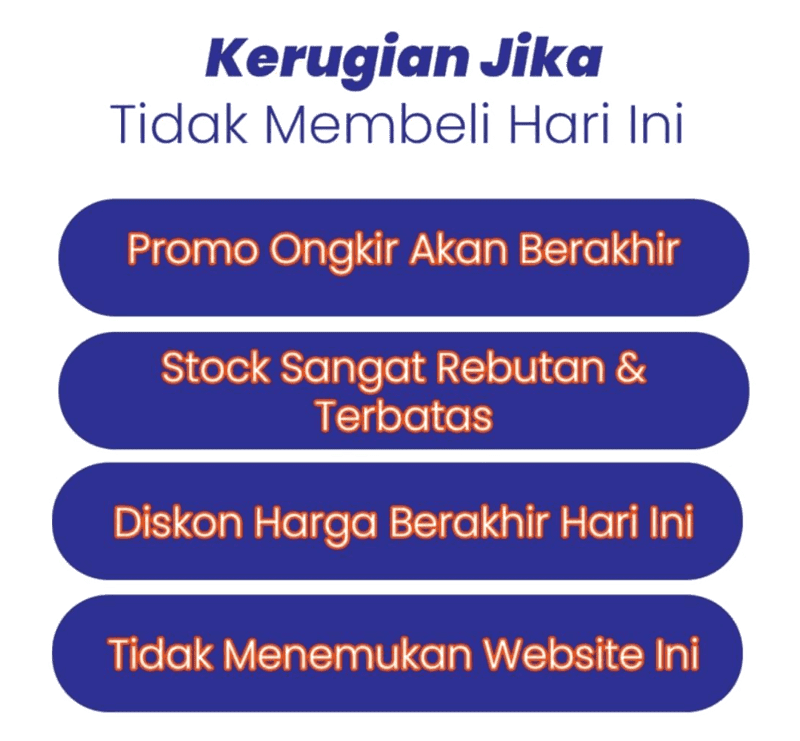 Kerugian Jika
Tidak Membeli Hari Ini
Promo Ongkir Akan Berakhir
Stock Sangat Rebutan &
Terbatas
Diskon Harga Berakhir Hari Ini
Tidak Menemukan Website Ini